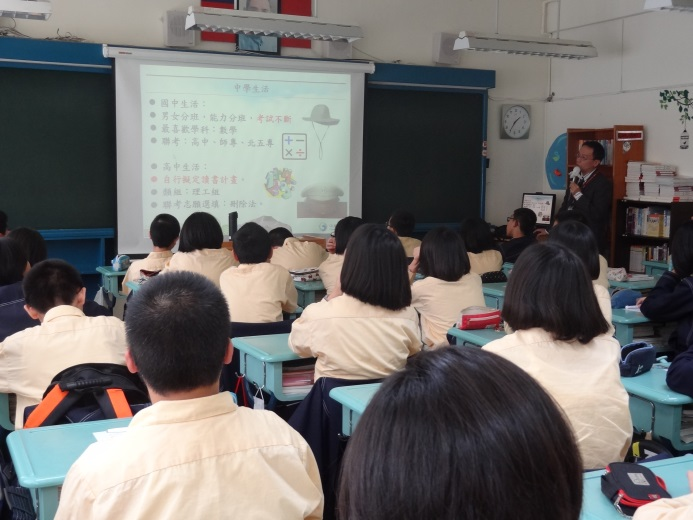 中學生活
● 國中生活：
● 男女分班、能力分班、考試不斷
● 最喜歡學科：數學
● 聯考：高中、師專、北五專
● 高中生活：
● 自行擬定讀書計畫。
● 類組：理工組
● 聯考志願選填：刪除法。